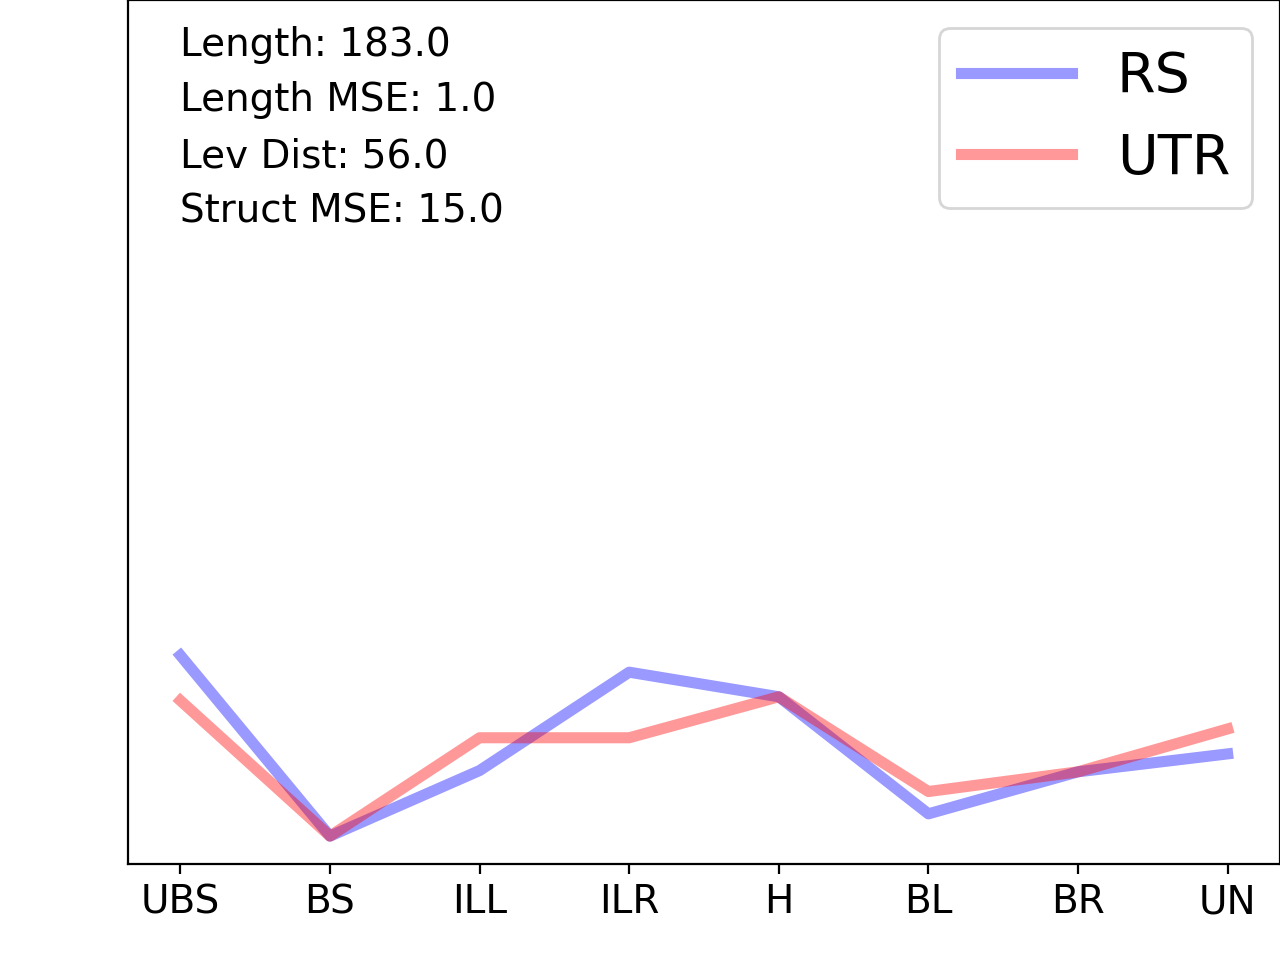 Length: 183.0
Length MSE: 1.0
Lev Dist: 56.0
Struct MSE: 15.0
RS
UTR
UBS BS ILL ILR H BL BR UN